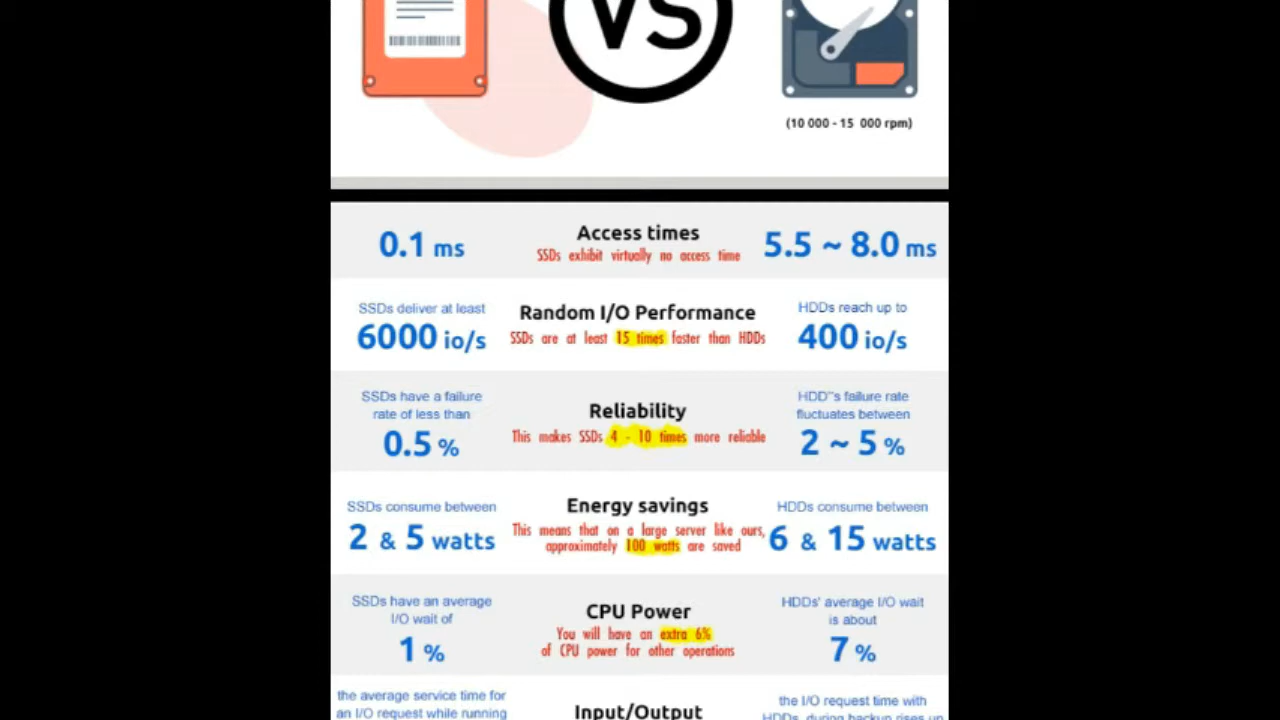 VS
(10 000 - 15 000 rpm)
0.1 ms
Access times
SSDs exhibit virtually no access time
5.5 ~ 8.0 ms
SSDs deliver at least
6000 io/s
Random I/O Performance
SSDs are at least 15 times faster than HDDs
HDDs reach up to
400 io/s
SSDs have a failure
rate of less than
0.5 %
Reliability
This makes SSDs 4 - 10 times more reliable
HDD"s failure rate
fluctuates between
2 ~ 5 %
SSDs consume between
2 & 5 watts
Energy savings
This means that on a large server like ours,
approximately 100 watts are saved
HDDs consume between
6 & 15 watts
SSDs have an average
I/O wait of
1 %
CPU Power
You will have an extra 6%
of CPU power for other operations
HDDs' average I/O wait
is about
7 %
the average service time for
an I/O request while running
Input/Output
the I/O request time with
HDDs during backup rises up